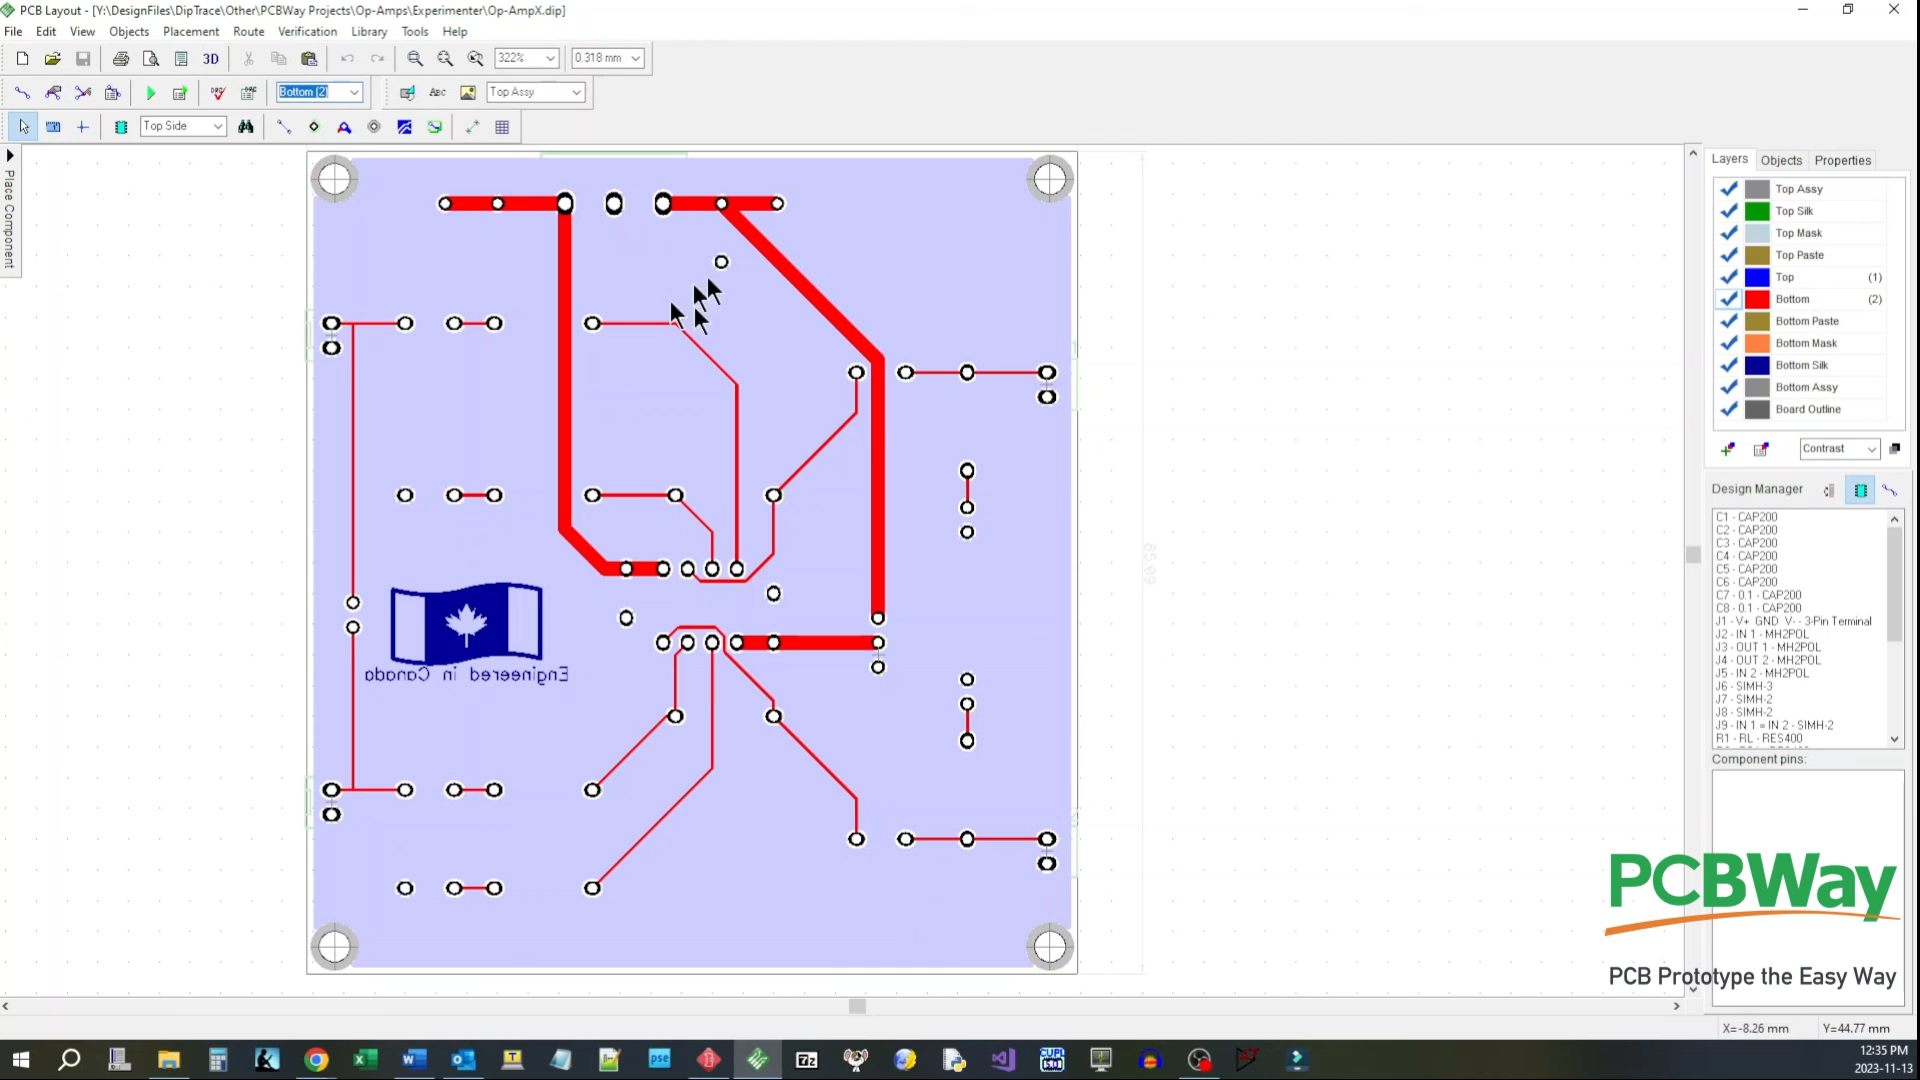 PCB Layout - [Y:\DesignFiles\DipTrace\Other\PCBWay Projects\Op-Amps\Experimenter\Op-AmpX.dip]
File Edit View Objects Placement Route Verification Library Tools Help
3D 322% 0.318 mm
Bottom (2) Abc Top Assy
Top Side
Place Component
Engineered in Canada
85.09
Layers Objects Properties
Top Assy
Top Silk
Top Mask
Top Paste
Top (1)
Bottom (2)
Bottom Paste
Bottom Mask
Bottom Silk
Bottom Assy
Board Outline
Contrast
Design Manager
C1 - CAP200
C2 - CAP200
C3 - CAP200
C4 - CAP200
C5 - CAP200
C6 - CAP200
C7 - 0.1 - CAP200
C8 - 0.1 - CAP200
J1 - V+ GND V- - 3-Pin Terminal
J2 - IN 1 - MH2POL
J3 - OUT 1 - MH2POL
J4 - OUT 2 - MH2POL
J5 - IN 2 - MH2POL
J6 - SIMH-3
J7 - SIMH-2
J8 - SIMH-2
J9 - IN 1 = IN 2 - SIMH-2
R1 - RL - RES400
Component pins:
PCBWay
PCB Prototype the Easy Way
X=-8.26 mm Y=44.77 mm
pse 7z
12:35 PM
2023-11-13